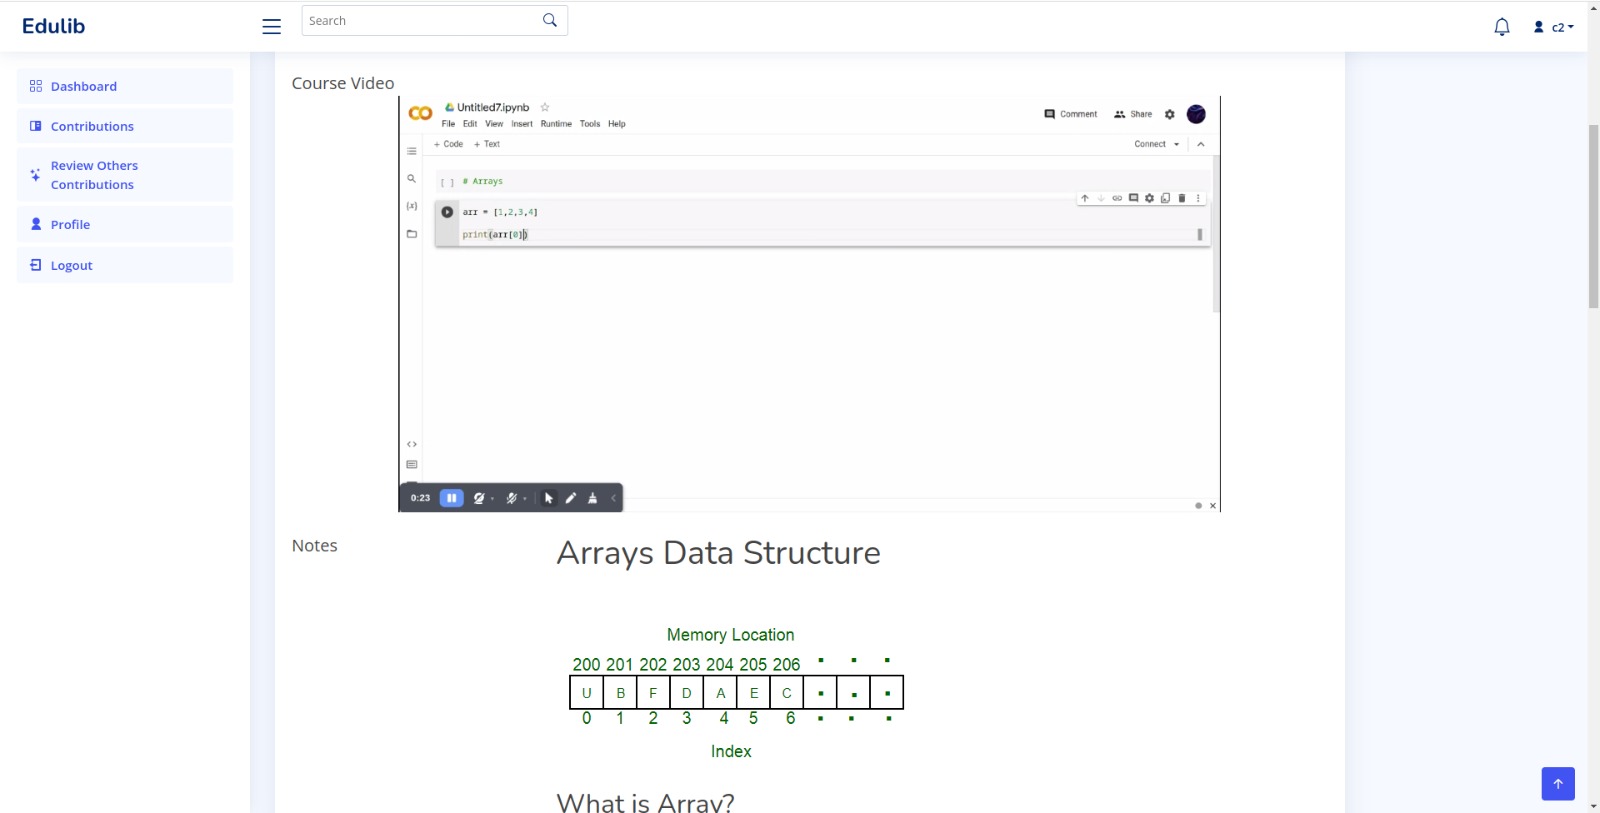 Edulib
Search
c2
Dashboard
Contributions
Review Others
Contributions
Profile
Logout
Course Video
Untitled7.ipynb
File Edit View Insert Runtime Tools Help
Comment
Share
+ Code + Text
Connect
[ ] # Arrays
{x}
arr = [1,2,3,4]
print(arr[0])
0:23
Notes
Arrays Data Structure
Memory Location
200 201 202 203 204 205 206
U B F D A E C
0 1 2 3 4 5 6
Index
What is Array?